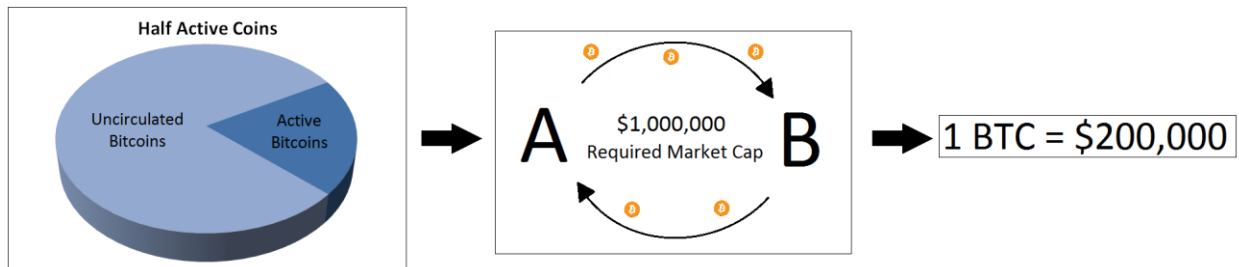 Half Active Coins
Uncirculated
Bitcoins
Active
Bitcoins
A
$1,000,000
Required Market Cap
B
1 BTC = $200,000